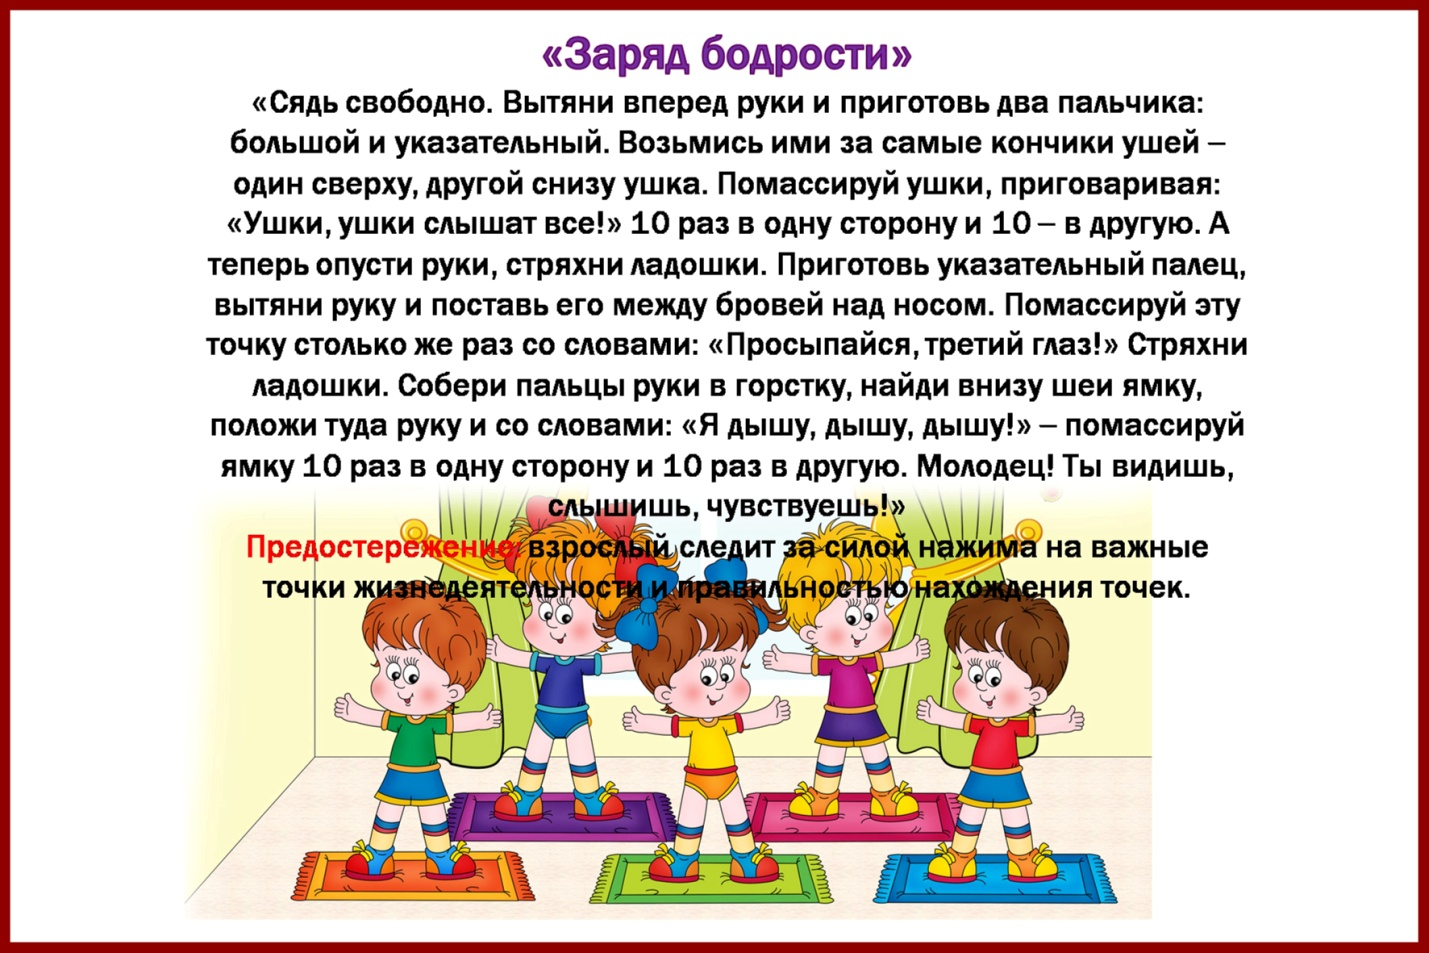 «Заряд бодрости»
«Сядь свободно. Вытяни вперед руки и приготовь два пальчика:
большой и указательный. Возьмись ими за самые кончики ушей –
один сверху, другой снизу ушка. Помассируй ушки, приговаривая:
«Ушки, ушки слышат все!» 10 раз в одну сторону и 10 – в другую. А
теперь опусти руки, стряхни ладошки. Приготовь указательный палец,
вытяни руку и поставь его между бровей над носом. Помассируй эту
точку столько же раз со словами: «Просыпайся, третий глаз!» Стряхни
ладошки. Собери пальцы руки в горстку, найди внизу шеи ямку,
положи туда руку и со словами: «Я дышу, дышу, дышу!» – помассируй
ямку 10 раз в одну сторону и 10 раз в другую. Молодец! Ты видишь,
слышишь, чувствуешь!»
Предостережение: взрослый следит за силой нажима на важные
точки жизнедеятельности и правильностью нахождения точек.